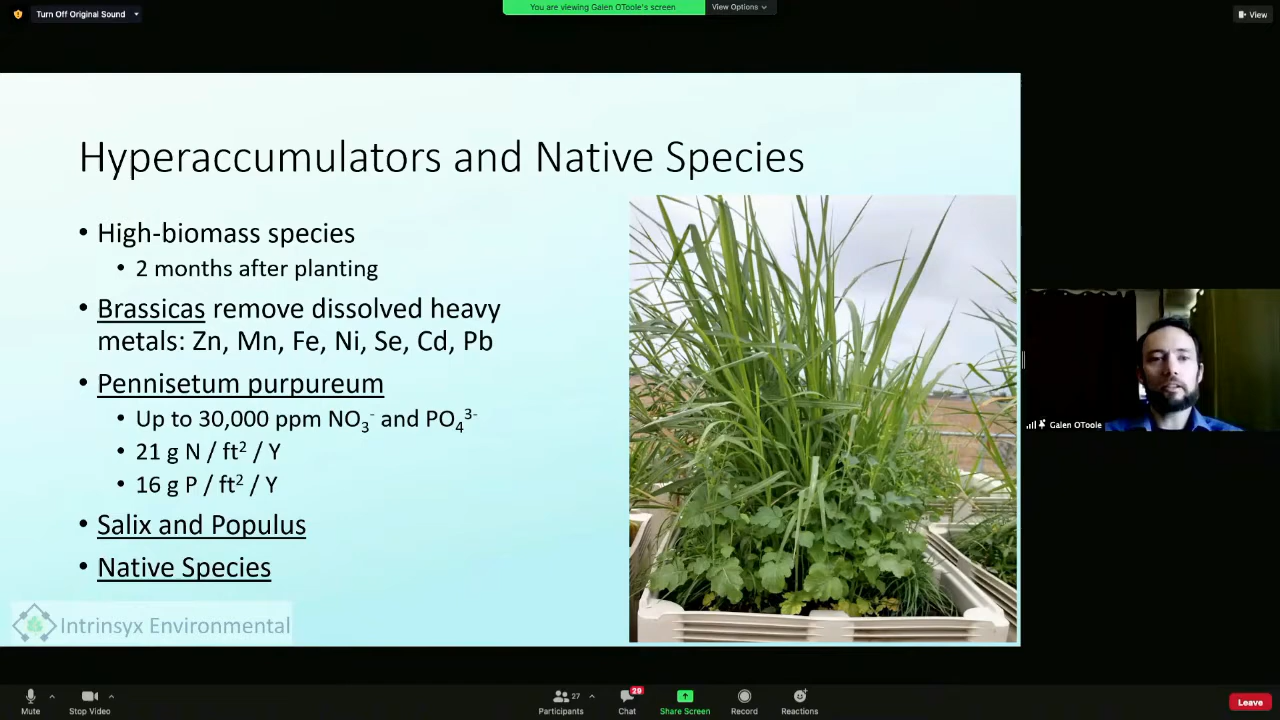 Turn Off Original Sound
You are viewing Galen OToole's screen
View Options
View
Hyperaccumulators and Native Species
• High-biomass species
• 2 months after planting
• Brassicas remove dissolved heavy
metals: Zn, Mn, Fe, Ni, Se, Cd, Pb
• Pennisetum purpureum
• Up to 30,000 ppm NO₃⁻ and PO₄³⁻
• 21 g N / ft² / Y
• 16 g P / ft² / Y
• Salix and Populus
• Native Species
Intrinsyx Environmental
Galen OToole
Mute
Stop Video
27
Participants
29
Chat
Share Screen
Record
Reactions
Leave